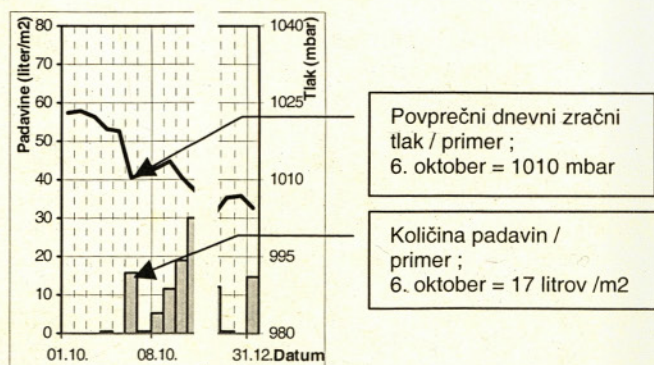 80
70
60
50
40
30
20
10
0
Padavine (liter/m2)
1040
1025
1010
995
980
Tlak (mbar)
01.10.
08.10.
31.12.
Datum
Povprečni dnevni zračni
tlak / primer ;
6. oktober = 1010 mbar
Količina padavin /
primer ;
6. oktober = 17 litrov /m2